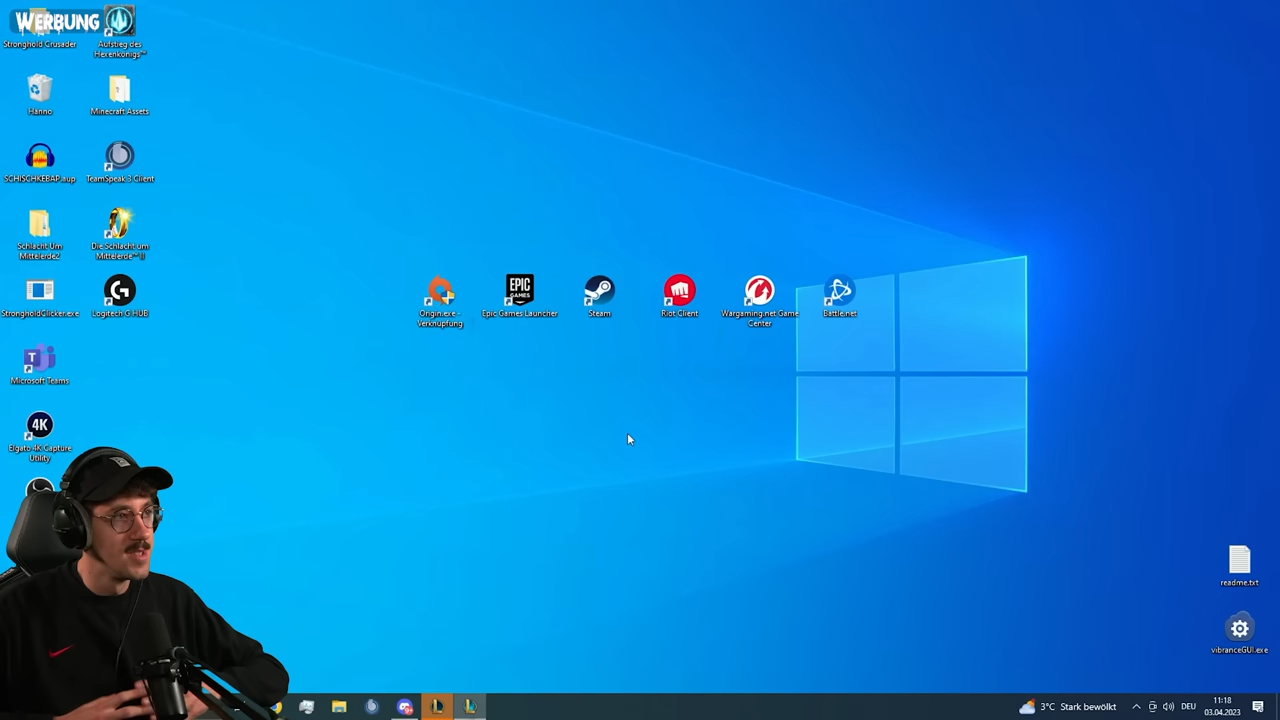 WERBUNG
Stronghold Crusader
Aufstieg des
Hexenkönigs™
Hanno
Minecraft Assets
SCHISCHKEBAP.aup
TeamSpeak 3 Client
Schlacht Um
Mittelerde2
Die Schlacht um
Mittelerde™ II
StrongholdClicker.exe
Logitech G HUB
Microsoft Teams
4K
Elgato 4K Capture
Utility
Origin.exe -
Verknüpfung
EPIC
GAMES
Epic Games Launcher
Steam
Riot Client
Wargaming.net Game
Center
Battle.net
readme.txt
vibranceGUI.exe
3°C Stark bewölkt
DEU
11:18
03.04.2023